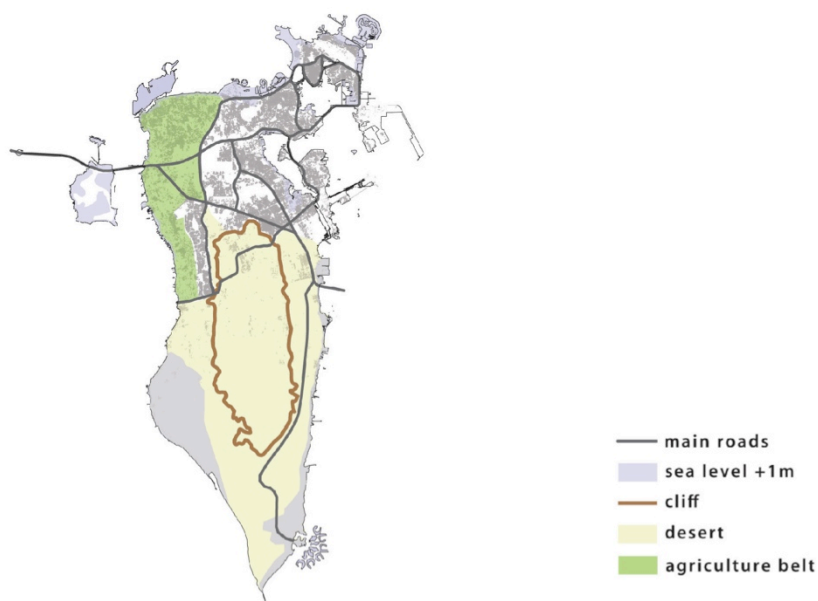 main roads
sea level +1m
cliff
desert
agriculture belt